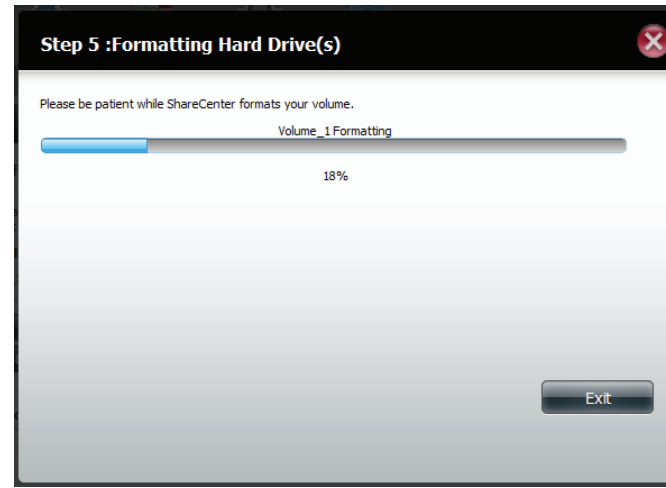 Step 5 :Formatting Hard Drive(s)
Please be patient while ShareCenter formats your volume.
Volume_1 Formatting
18%
Exit